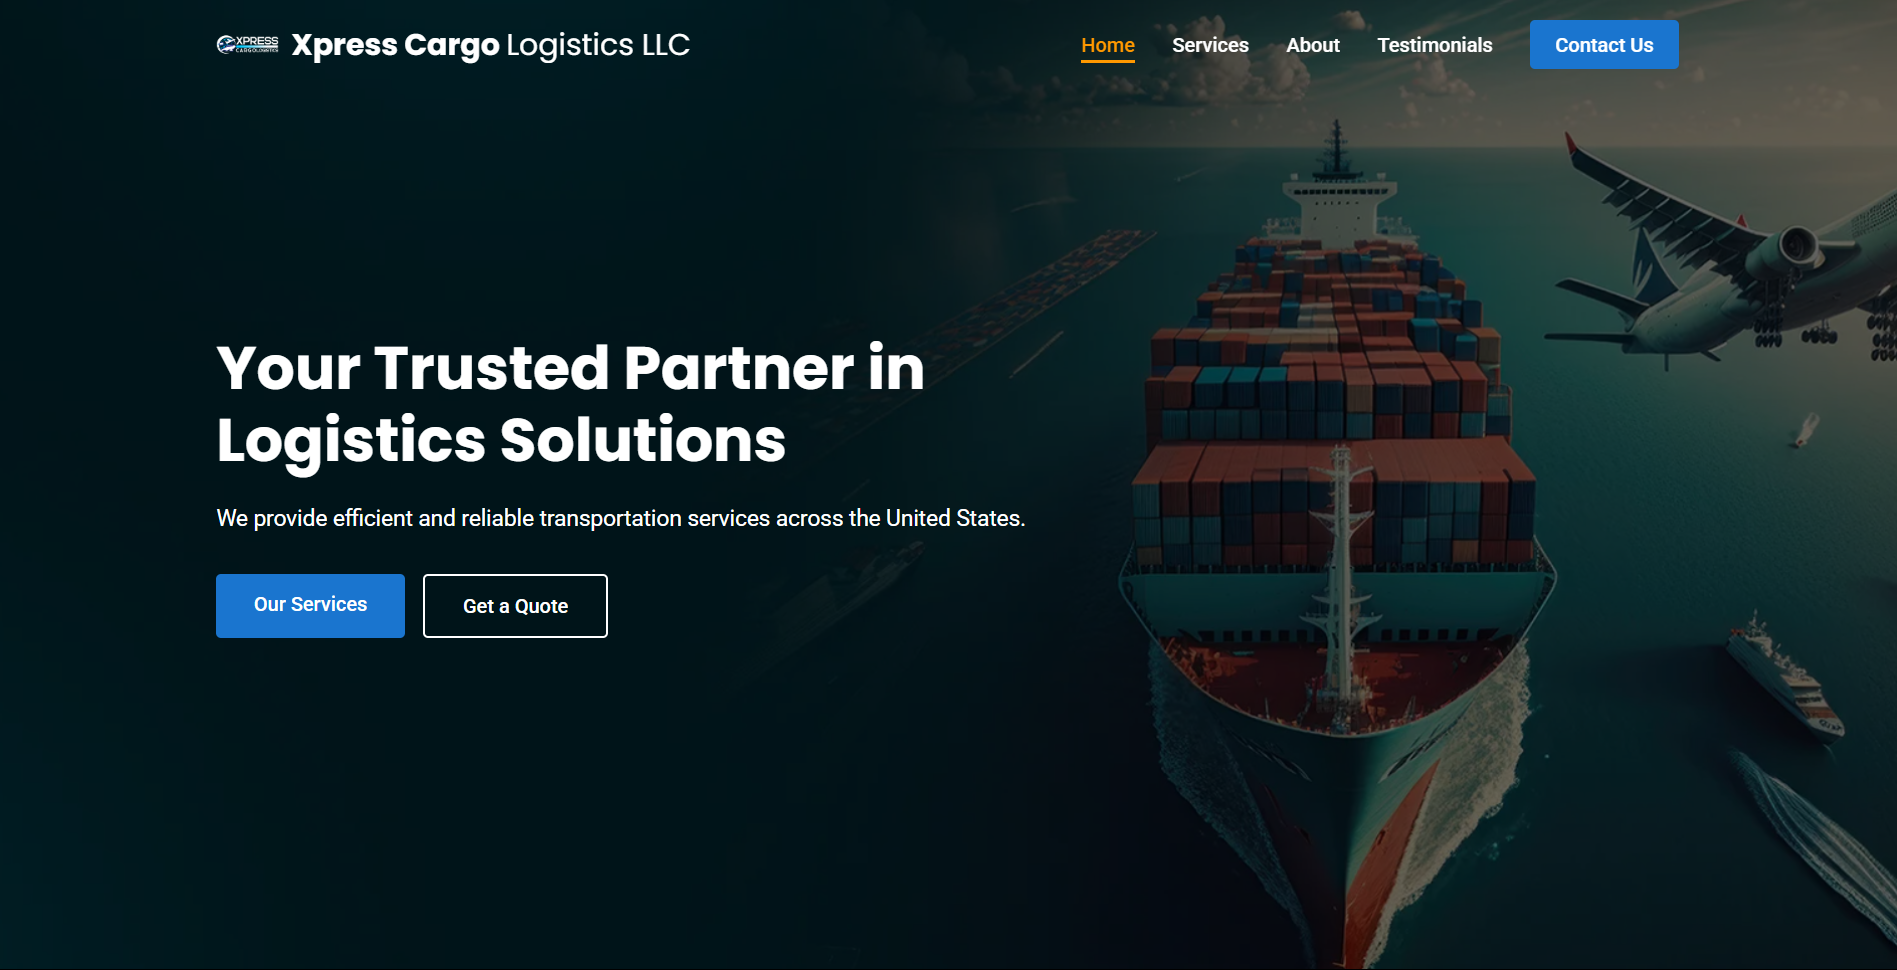 XPRESS
CARGO LOGISTICS
Xpress Cargo Logistics LLC
Home
Services
About
Testimonials
Contact Us
Your Trusted Partner in
Logistics Solutions
We provide efficient and reliable transportation services across the United States.
Our Services
Get a Quote